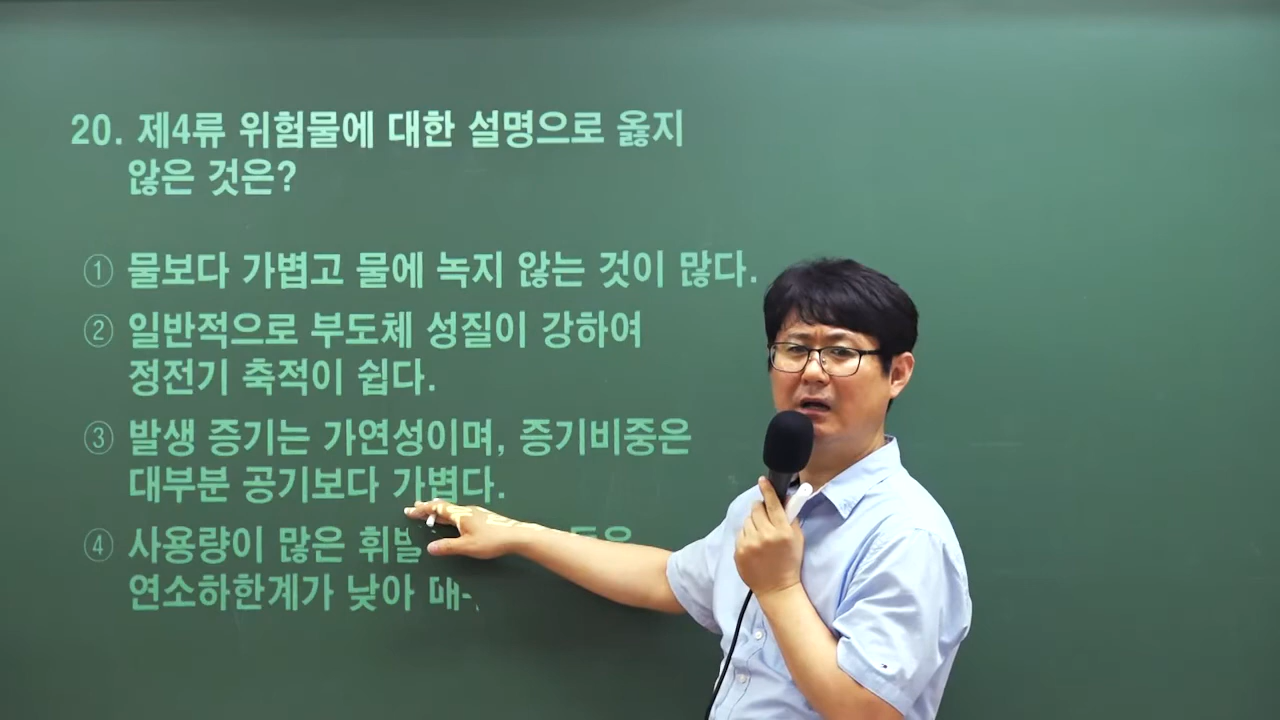 20. 제4류 위험물에 대한 설명으로 옳지
않은 것은?
① 물보다 가볍고 물에 녹지 않는 것이 많다.
② 일반적으로 부도체 성질이 강하여
정전기 축적이 쉽다.
③ 발생 증기는 가연성이며, 증기비중은
대부분 공기보다 가볍다.
④ 사용량이 많은
연소하한계가 낮아